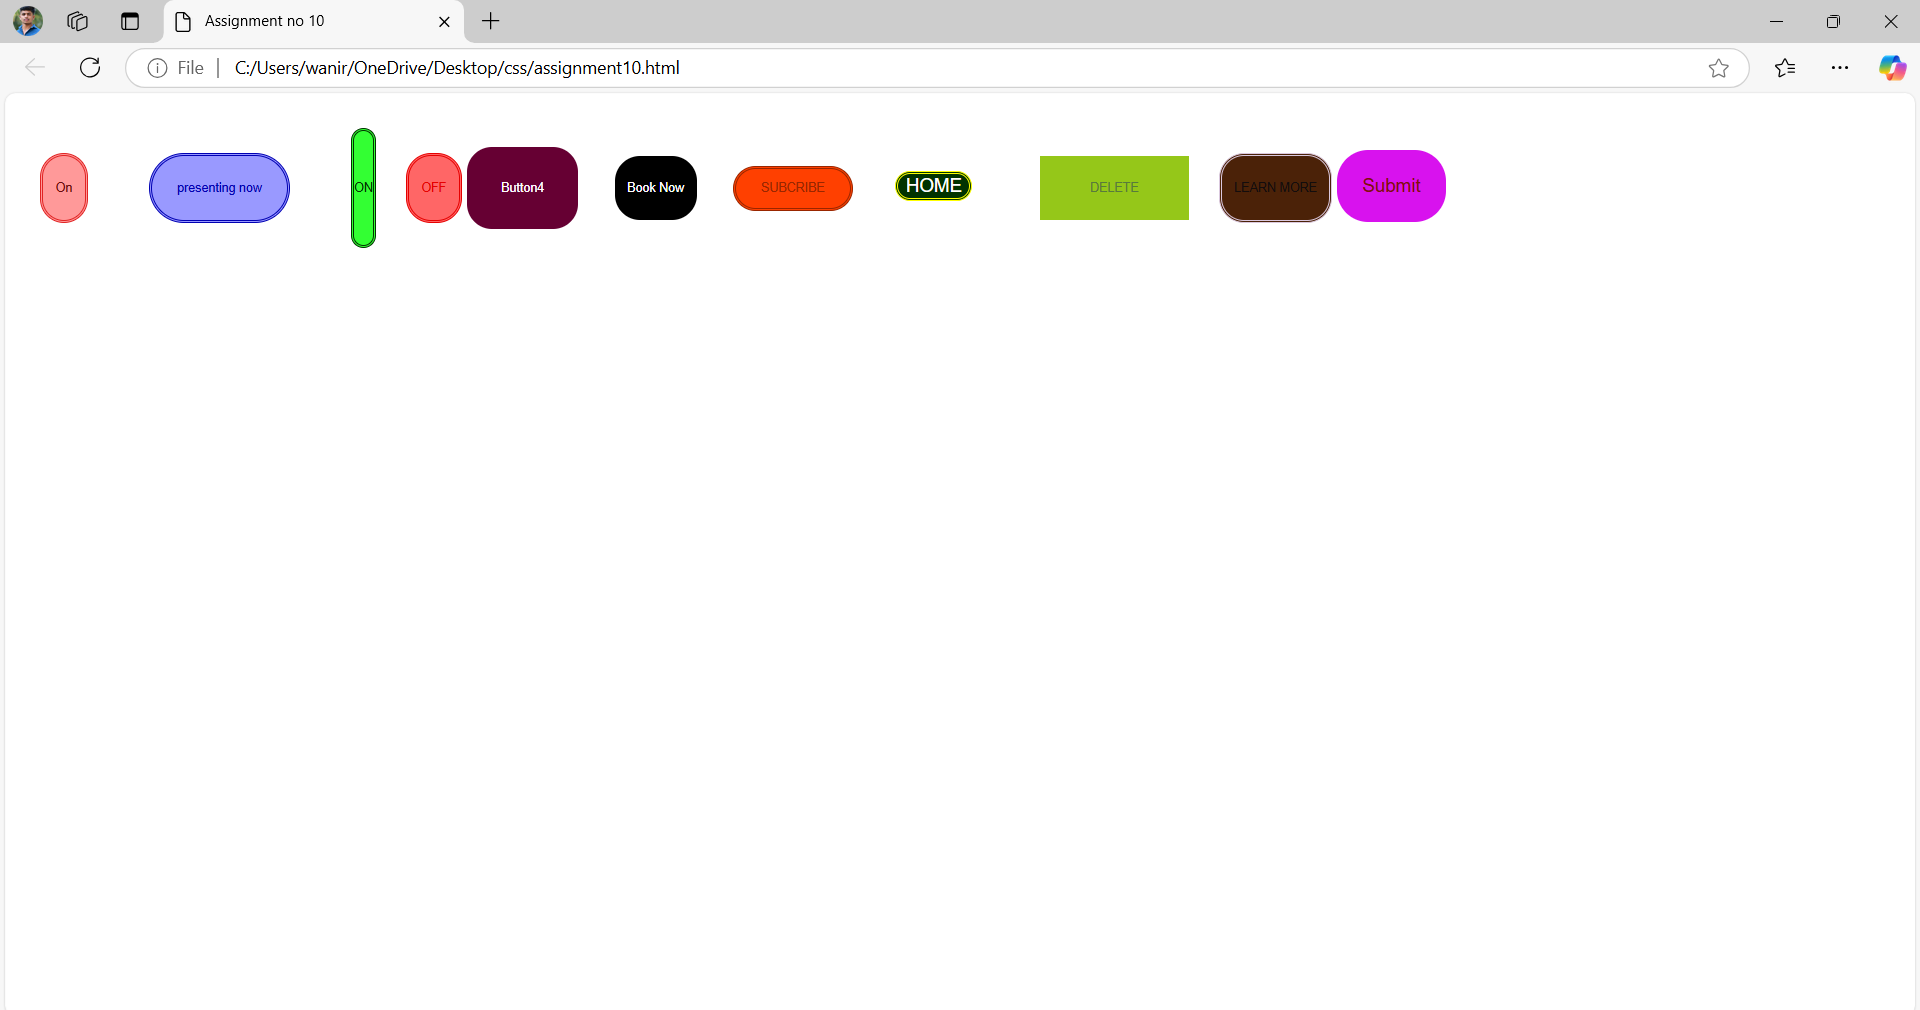 Assignment no 10
File C:/Users/wanir/OneDrive/Desktop/css/assignment10.html
On presenting now ON OFF Button4 Book Now SUBCRIBE HOME DELETE LEARN MORE Submit